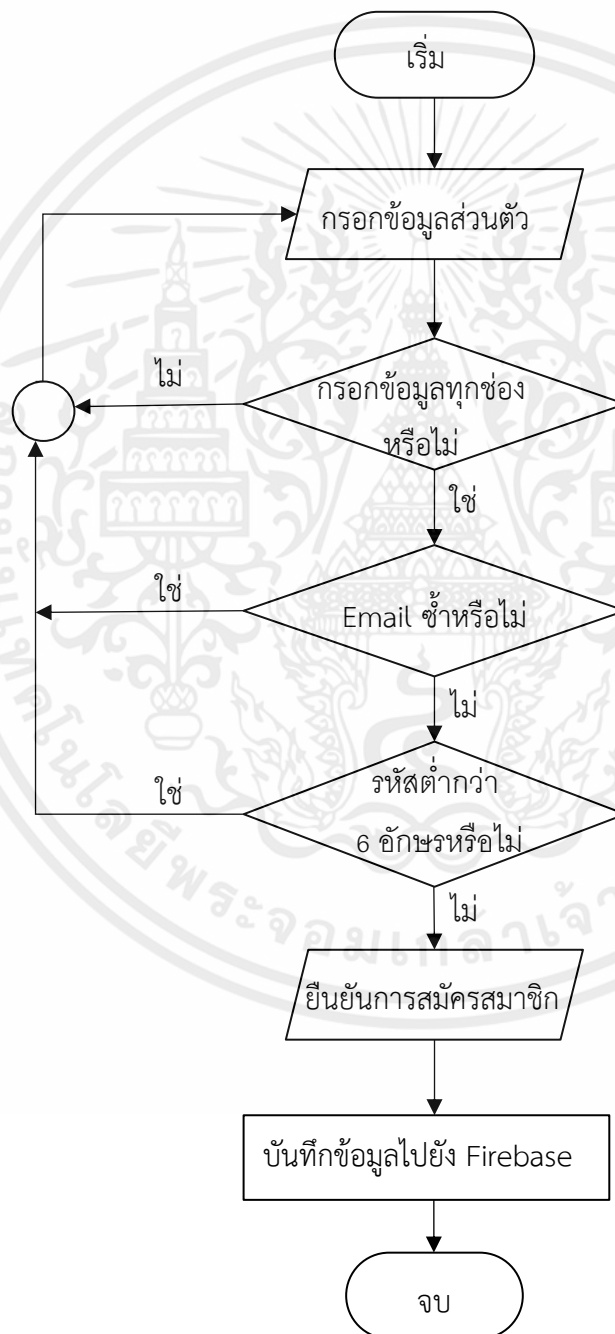 เริ่ม
กรอกข้อมูลส่วนตัว
ไม่
กรอกข้อมูลทุกช่อง
หรือไม่
ใช่
ใช่
Email ซ้ำหรือไม่
ไม่
ใช่
รหัสต่ำกว่า
6 อักษรหรือไม่
ไม่
ยืนยันการสมัครสมาชิก
บันทึกข้อมูลไปยัง Firebase
จบ